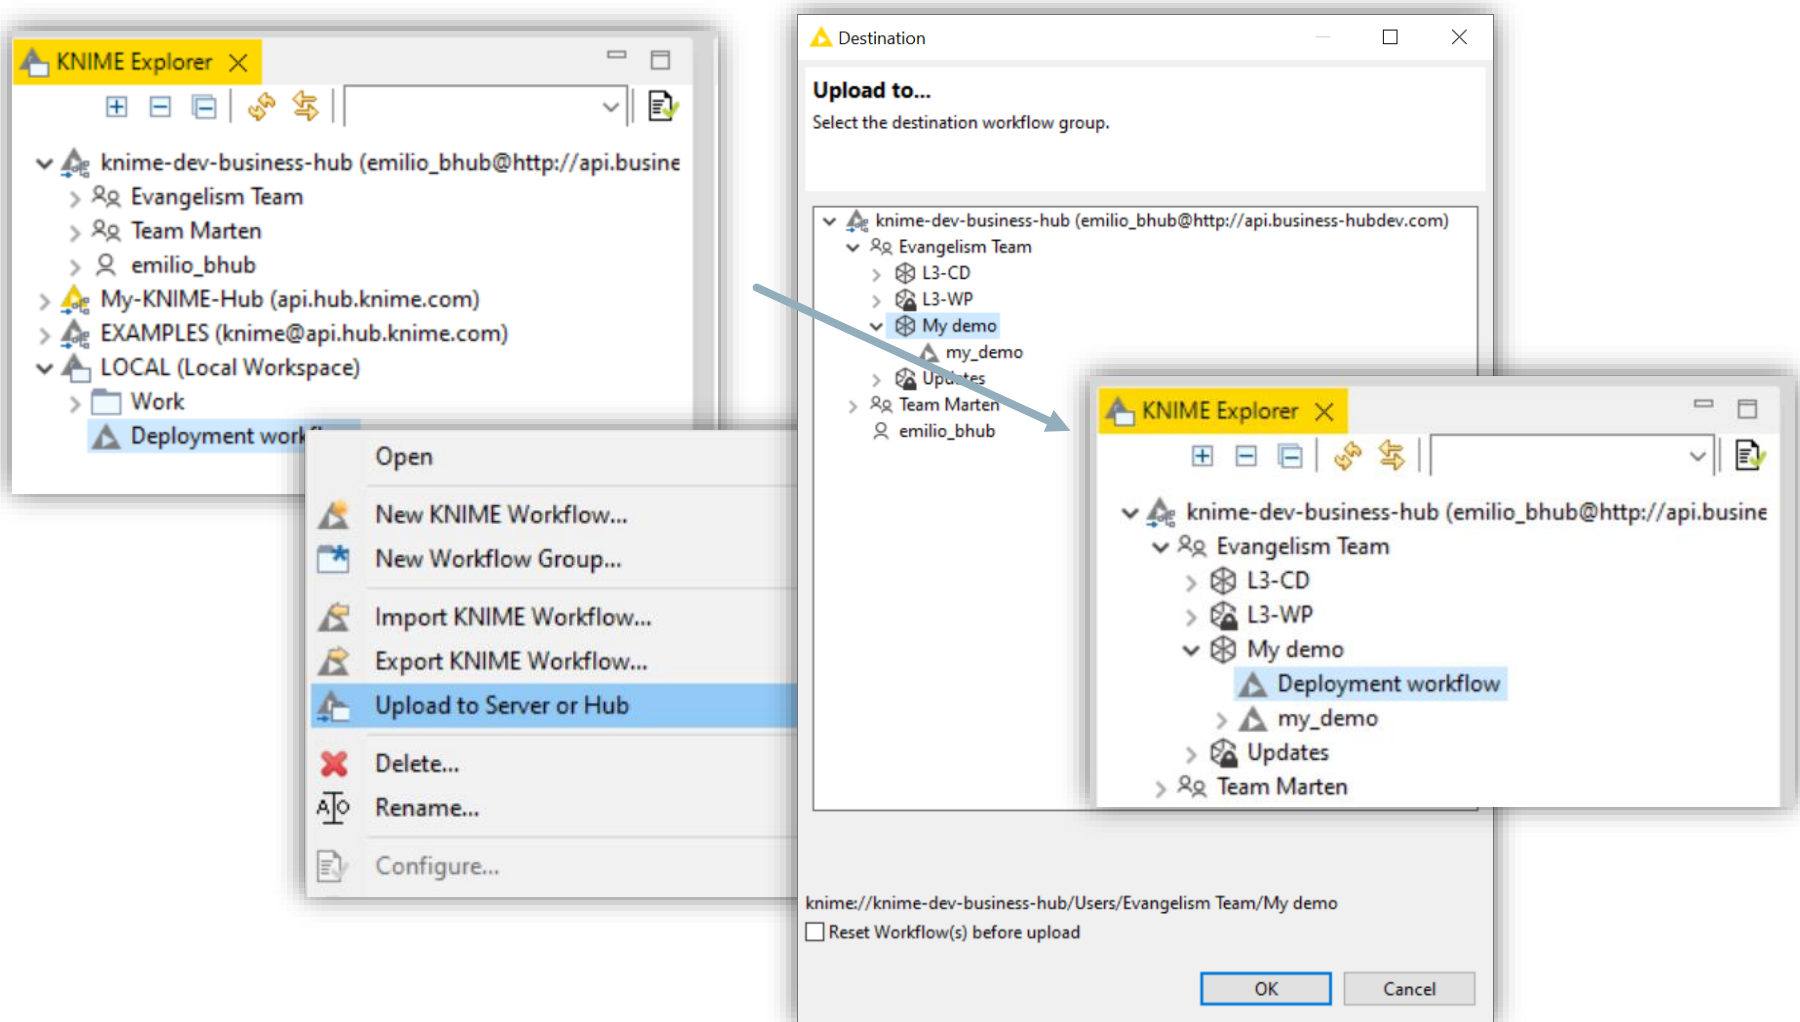 KNIME Explorer
knime-dev-business-hub (emilio_bhub@http://api.busine
Evangelism Team
Team Marten
emilio_bhub
My-KNIME-Hub (api.hub.knime.com)
EXAMPLES (knime@api.hub.knime.com)
LOCAL (Local Workspace)
Work
Deployment workf
Open
New KNIME Workflow...
New Workflow Group...
Import KNIME Workflow...
Export KNIME Workflow...
Upload to Server or Hub
Delete...
Rename...
Configure...
Destination
Upload to...
Select the destination workflow group.
knime-dev-business-hub (emilio_bhub@http://api.business-hubdev.com)
Evangelism Team
L3-CD
L3-WP
My demo
my_demo
Updates
Team Marten
emilio_bhub
knime://knime-dev-business-hub/Users/Evangelism Team/My demo
Reset Workflow(s) before upload
OK
Cancel
KNIME Explorer
knime-dev-business-hub (emilio_bhub@http://api.busine
Evangelism Team
L3-CD
L3-WP
My demo
Deployment workflow
my_demo
Updates
Team Marten